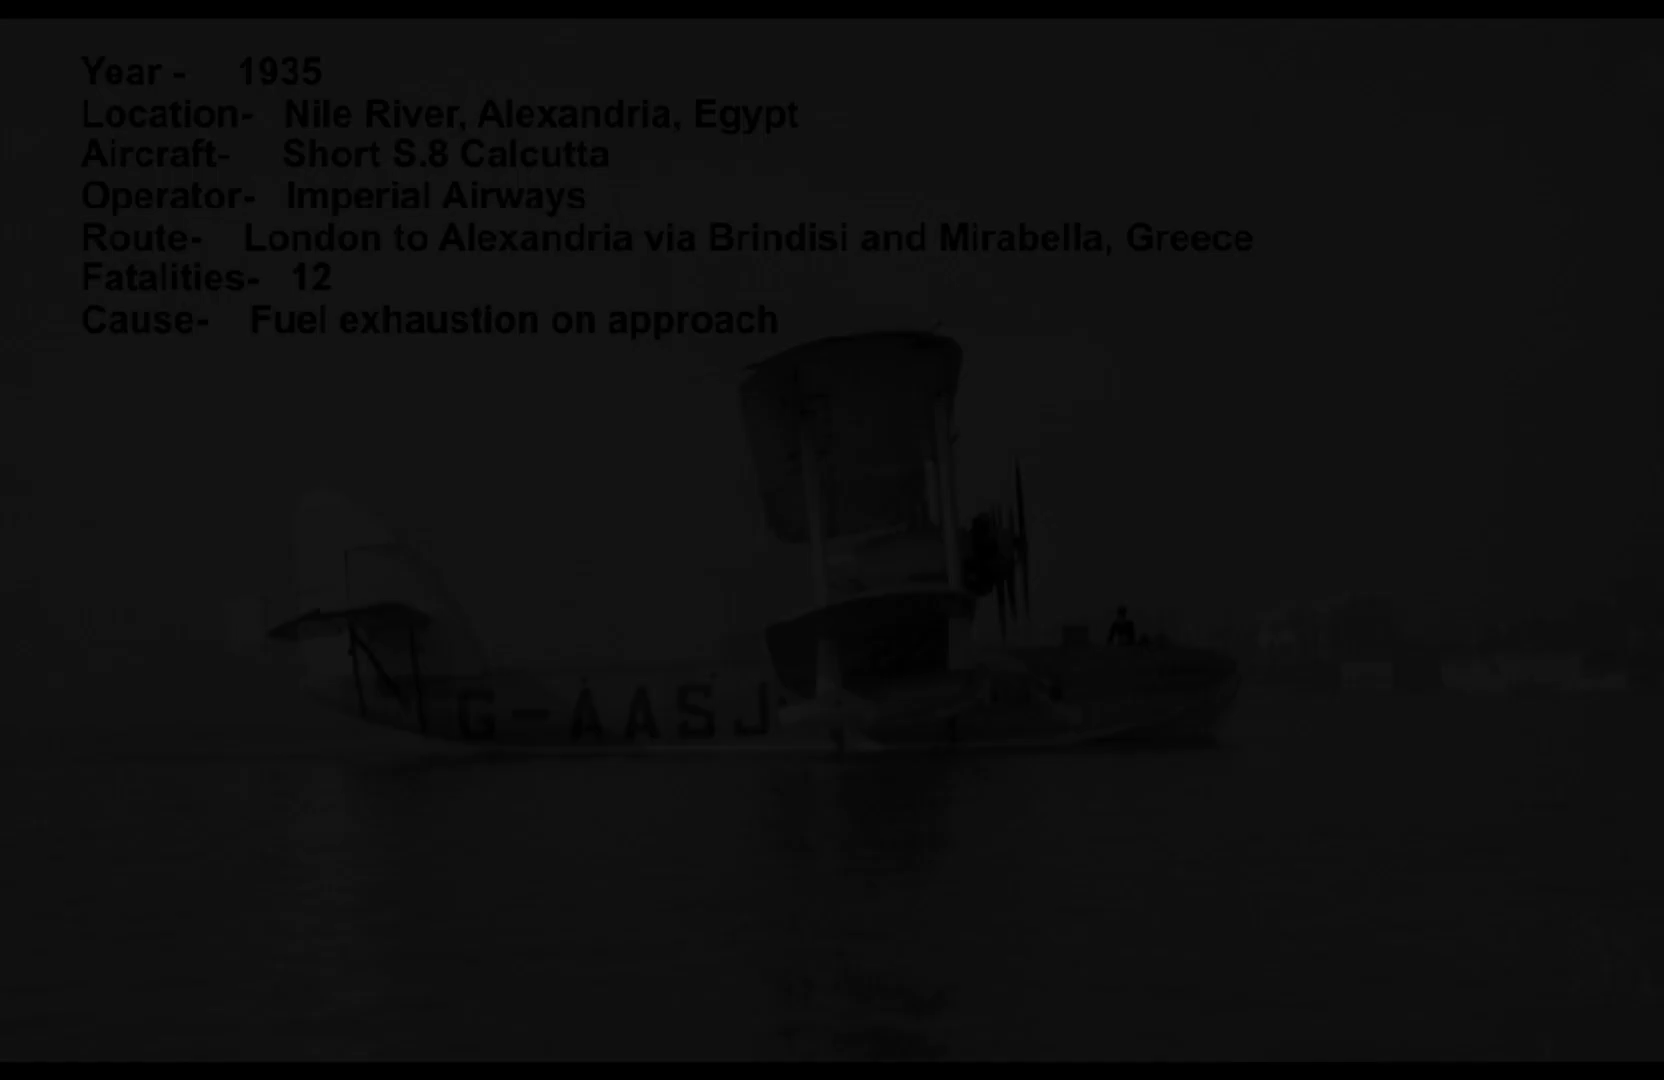 Year - 1935
Location- Nile River, Alexandria, Egypt
Aircraft- Short S.8 Calcutta
Operator- Imperial Airways
Route- London to Alexandria via Brindisi and Mirabella, Greece
Fatalities- 12
Cause- Fuel exhaustion on approach
G-AASJ